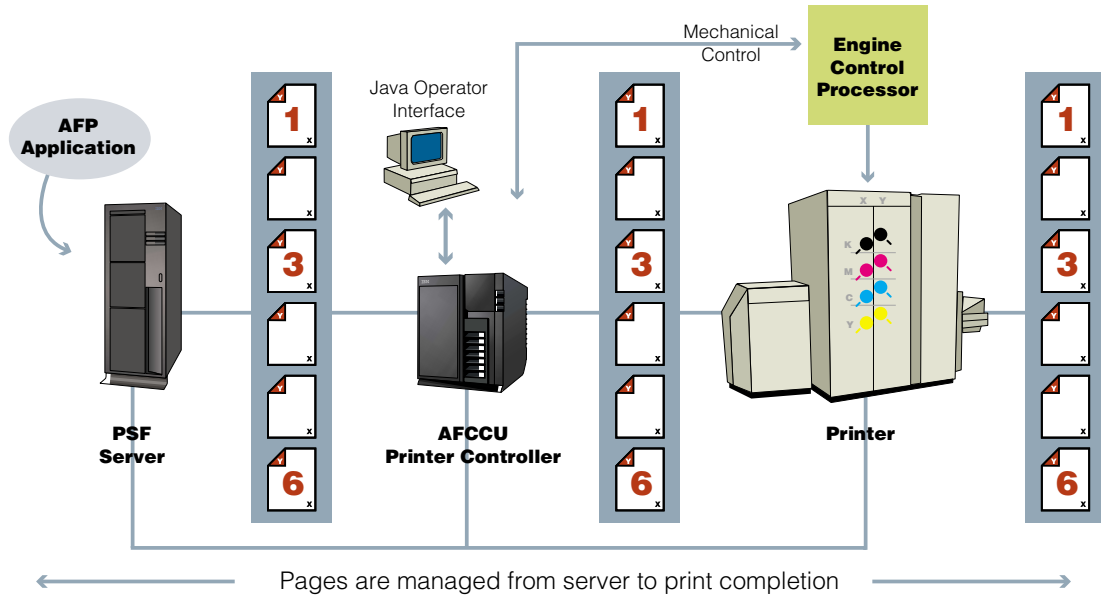 Mechanical
Control
Engine
Control
Processor
Java Operator
Interface
AFP
Application
Y
1
x
Y
x
Y
3
x
Y
x
Y
x
Y
6
x
Y
1
x
Y
x
Y
3
x
Y
x
Y
x
Y
6
x
X Y
K
M
C
Y
Y
1
x
Y
x
Y
3
x
Y
x
Y
x
Y
6
x
IBM
PSF
Server
AFCCU
Printer Controller
Printer
Pages are managed from server to print completion